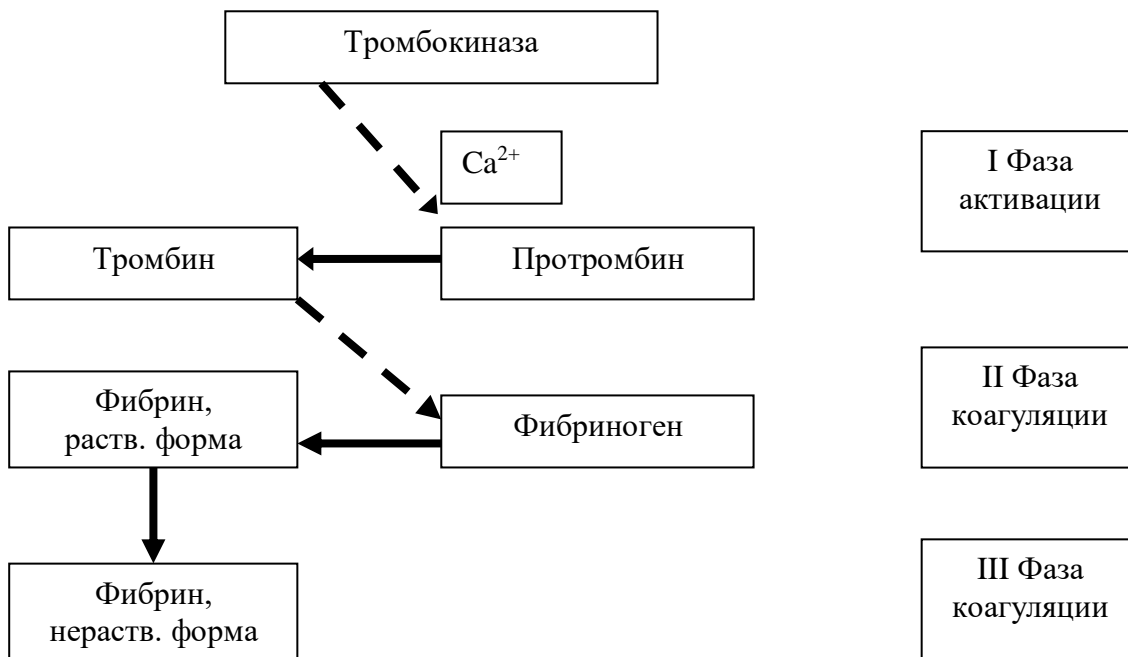 Тромбокиназа
Ca²⁺
I Фаза
активации
Тромбин
Протромбин
II Фаза
коагуляции
Фибрин,
раств. форма
Фибриноген
III Фаза
коагуляции
Фибрин,
нераств. форма